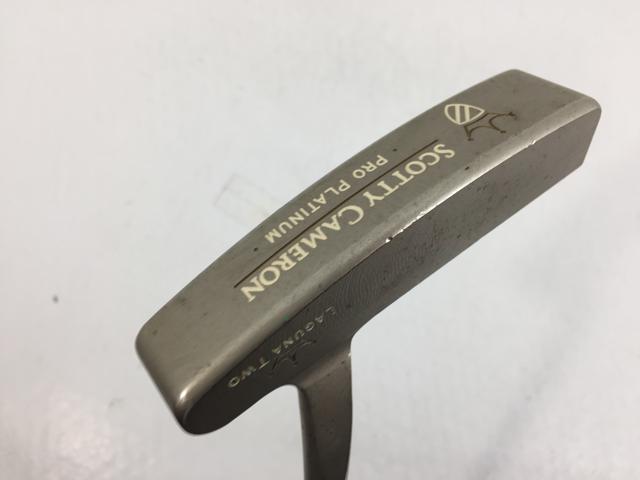 SCOTTY CAMERON
PRO PLATINUM
LAGUNA TWO